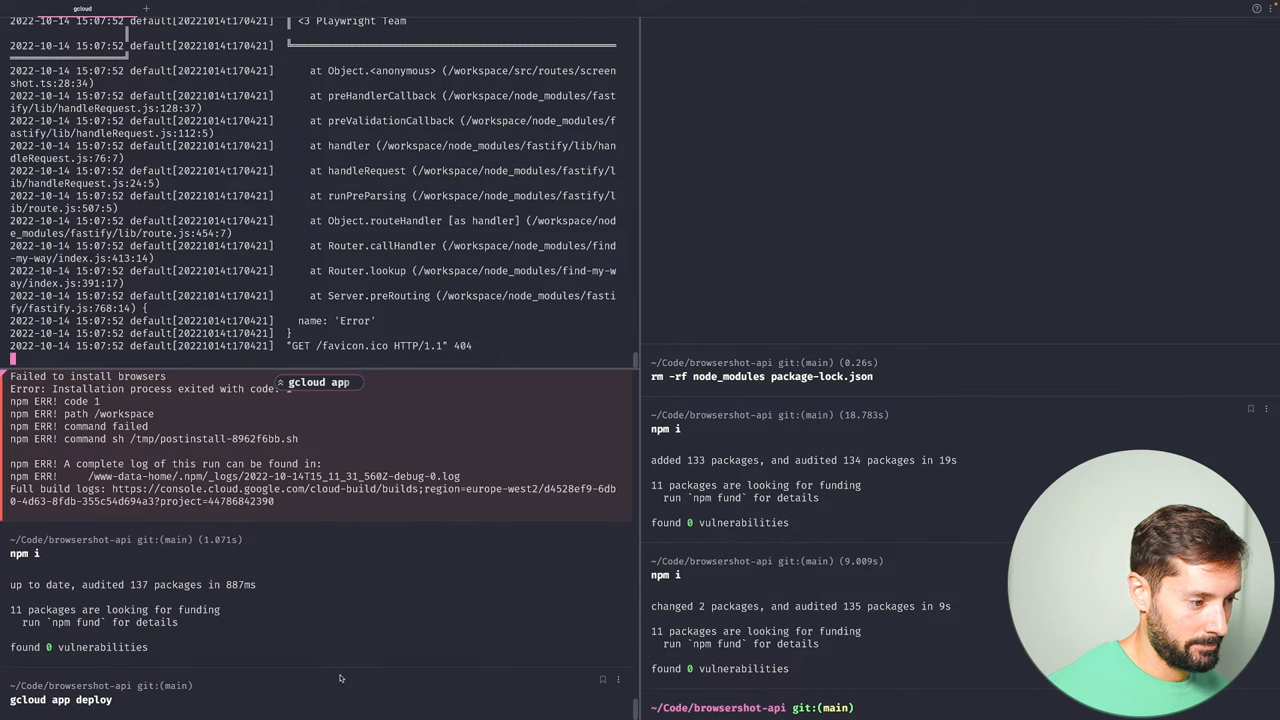 gcloud
2022-10-14 15:07:52 default[20221014t170421]  ║ <3 Playwright Team
║
2022-10-14 15:07:52 default[20221014t170421]  ╚═══════════════════════════════════════════
═══════════════╝
2022-10-14 15:07:52 default[20221014t170421]      at Object.<anonymous> (/workspace/src/routes/screen
shot.ts:28:34)
2022-10-14 15:07:52 default[20221014t170421]      at preHandlerCallback (/workspace/node_modules/fast
ify/lib/handleRequest.js:128:37)
2022-10-14 15:07:52 default[20221014t170421]      at preValidationCallback (/workspace/node_modules/f
astify/lib/handleRequest.js:112:5)
2022-10-14 15:07:52 default[20221014t170421]      at handler (/workspace/node_modules/fastify/lib/han
dleRequest.js:76:7)
2022-10-14 15:07:52 default[20221014t170421]      at handleRequest (/workspace/node_modules/fastify/l
ib/handleRequest.js:24:5)
2022-10-14 15:07:52 default[20221014t170421]      at runPreParsing (/workspace/node_modules/fastify/l
ib/route.js:507:5)
2022-10-14 15:07:52 default[20221014t170421]      at Object.routeHandler [as handler] (/workspace/nod
e_modules/fastify/lib/route.js:454:7)
2022-10-14 15:07:52 default[20221014t170421]      at Router.callHandler (/workspace/node_modules/find
-my-way/index.js:413:14)
2022-10-14 15:07:52 default[20221014t170421]      at Router.lookup (/workspace/node_modules/find-my-w
ay/index.js:391:17)
2022-10-14 15:07:52 default[20221014t170421]      at Server.preRouting (/workspace/node_modules/fasti
fy/fastify.js:768:14) {
2022-10-14 15:07:52 default[20221014t170421]    name: 'Error'
2022-10-14 15:07:52 default[20221014t170421]  }
2022-10-14 15:07:52 default[20221014t170421]  "GET /favicon.ico HTTP/1.1" 404
Failed to install browsers
gcloud app
Error: Installation process exited with code:
npm ERR! code 1
npm ERR! path /workspace
npm ERR! command failed
npm ERR! command sh /tmp/postinstall-8962f6bb.sh
npm ERR! A complete log of this run can be found in:
npm ERR!     /www-data-home/.npm/_logs/2022-10-14T15_11_31_560Z-debug-0.log
Full build logs: https://console.cloud.google.com/cloud-build/builds;region=europe-west2/d4528ef9-6db
0-4d63-8fdb-355c54d694a3?project=44786842390
~/Code/browsershot-api git:(main) (1.071s)
npm i
up to date, audited 137 packages in 887ms
11 packages are looking for funding
run `npm fund` for details
found 0 vulnerabilities
~/Code/browsershot-api git:(main)
gcloud app deploy
~/Code/browsershot-api git:(main) (0.26s)
rm -rf node_modules package-lock.json
~/Code/browsershot-api git:(main) (18.783s)
npm i
added 133 packages, and audited 134 packages in 19s
11 packages are looking for funding
run `npm fund` for details
found 0 vulnerabilities
~/Code/browsershot-api git:(main) (9.009s)
npm i
changed 2 packages, and audited 135 packages in 9s
11 packages are looking for funding
run `npm fund` for details
found 0 vulnerabilities
~/Code/browsershot-api git:(main)